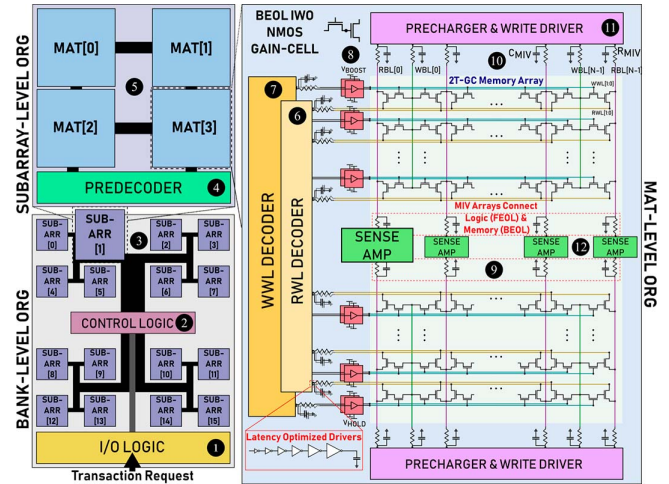 SUBARRAY-LEVEL ORG
MAT[0]
MAT[1]
5
MAT[2]
MAT[3]
PREDECODER
4
BANK-LEVEL ORG
SUB-
ARR
[0]
SUB-
ARR
[1]
3
SUB-
ARR
[2]
SUB-
ARR
[3]
SUB-
ARR
[4]
SUB-
ARR
[5]
SUB-
ARR
[6]
SUB-
ARR
[7]
CONTROL LOGIC
2
SUB-
ARR
[8]
SUB-
ARR
[9]
SUB-
ARR
[10]
SUB-
ARR
[11]
SUB-
ARR
[12]
SUB-
ARR
[13]
SUB-
ARR
[14]
SUB-
ARR
[15]
I/O LOGIC
1
Transaction Request
BEOL IWO
NMOS
GAIN-CELL
PRECHARGER & WRITE DRIVER
11
8
VBOOST
RBL[0]
WBL[0]
10
CMIV
RMIV
WBL[N-1]
RBL[N-1]
2T-GC Memory Array
WWL[1:0]
RWL[1:0]
7
WWL DECODER
6
RWL DECODER
MIV Arrays Connect
Logic (FEOL) &
Memory (BEOL)
SENSE
AMP
SENSE
AMP
SENSE
AMP
12
SENSE
AMP
9
VHOLD
Latency Optimized Drivers
PRECHARGER & WRITE DRIVER
MAT-LEVEL ORG